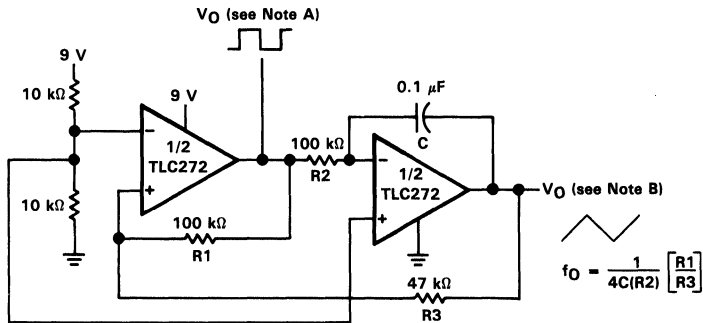 VO (see Note A)
9 V
10 kΩ
9 V
−
1/2
TLC272
+
10 kΩ
100 kΩ
R1
100 kΩ
R2
0.1 µF
C
−
1/2
TLC272
+
VO (see Note B)
47 kΩ
R3
fO = 1/4C(R2) [R1/R3]